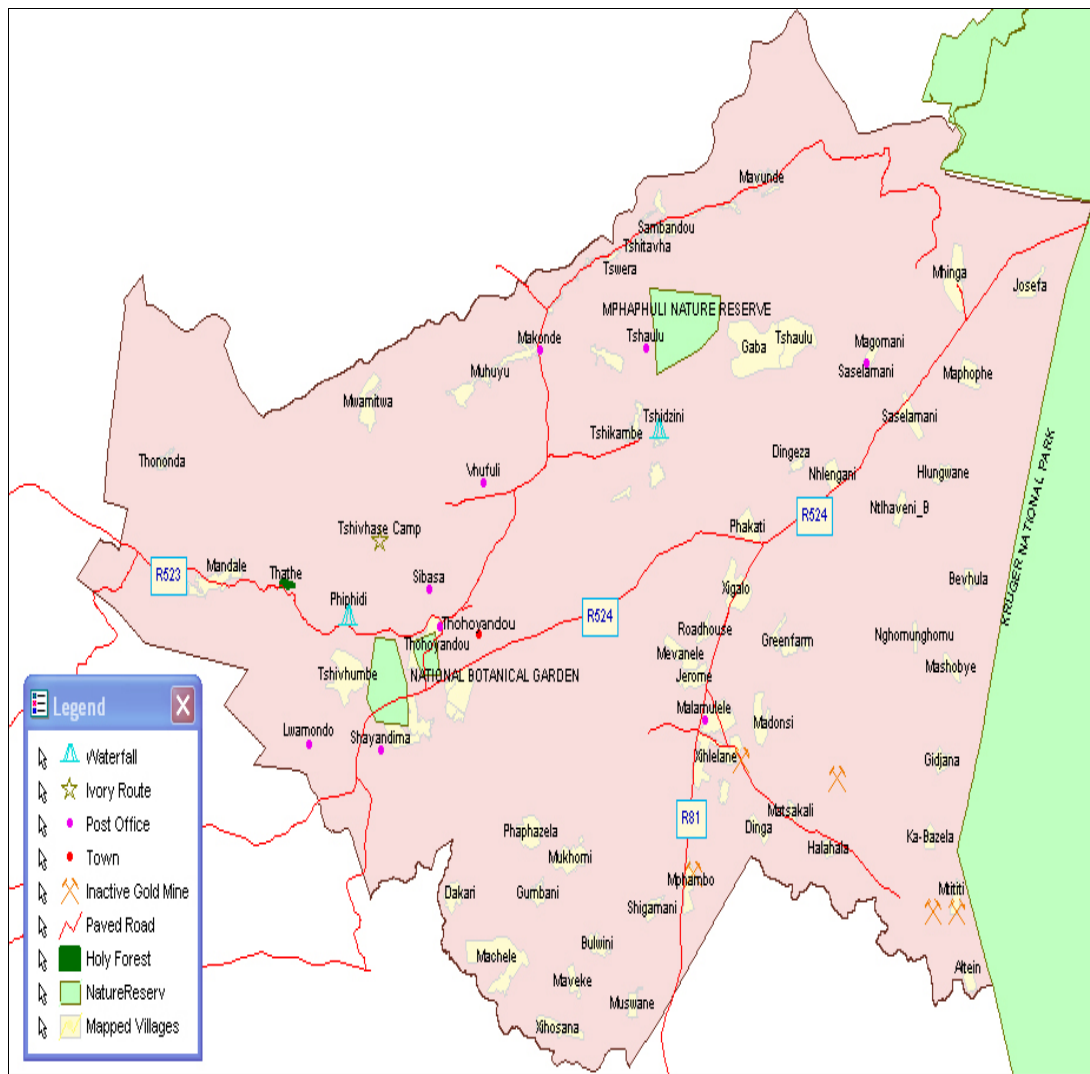 Mavunde
Sambandou
Tshitavha
Tswera
Mhinga
Josefa
MPHAPHULI NATURE RESERVE
Makonde
Tshaulu
Gaba
Tshaulu
Magomani
Saselamani
Maphophe
Muhuyu
Mwamitwa
Saselamani
Tshidzini
Tshikambe
Thononda
Dingeza
Nhlengani
Hlungwane
Vhufuli
Ntlhaveni_B
R524
Phakati
Tshivhase Camp
KRUGER NATIONAL PARK
Mandale
R523
Thathe
Sibasa
Bevhula
Phiphidi
Xigalo
R524
Thohoyandou
Roadhouse
Greenfarm
Nghomunghomu
Thohoyandou
Mevanele
Mashobye
NATIONAL BOTANICAL GARDEN
Tshivhumbe
Jerome
Malamulele
Madonsi
Lwamondo
Shayandima
Xihlelane
Gidjana
Matsakali
R81
Dinga
Phaphazela
Halahala
Ka-Bazela
Mukhomi
Mphambo
Dakari
Gumbani
Mtititi
Shigamani
Bulwini
Machele
Altein
Maveke
Muswane
Xihosana
Legend
Waterfall
Ivory Route
Post Office
Town
Inactive Gold Mine
Paved Road
Holy Forest
NatureReserv
Mapped Villages